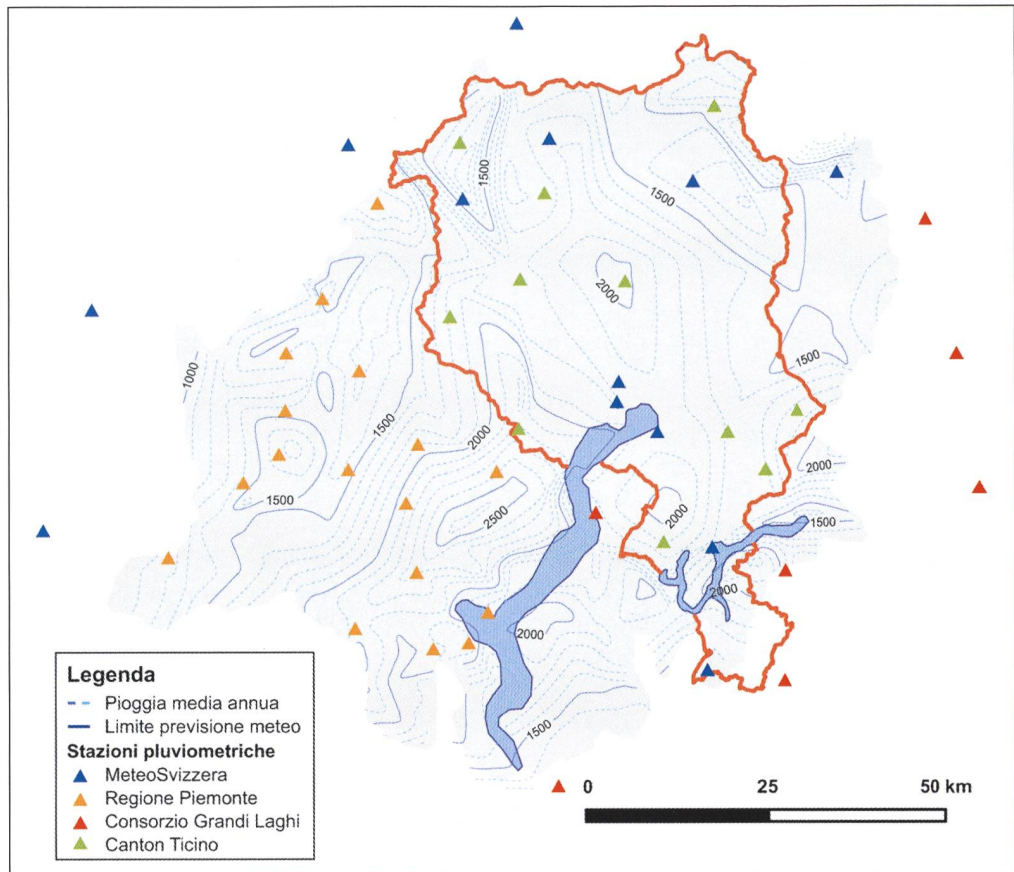 1500
1500
2000
1500
1000
1500
2000
2000
1500
2500
2000
1500
2000
2000
1500
Legenda
Pioggia media annua
Limite previsione meteo
Stazioni pluviometriche
MeteoSvizzera
Regione Piemonte
Consorzio Grandi Laghi
Canton Ticino
0 25 50 km